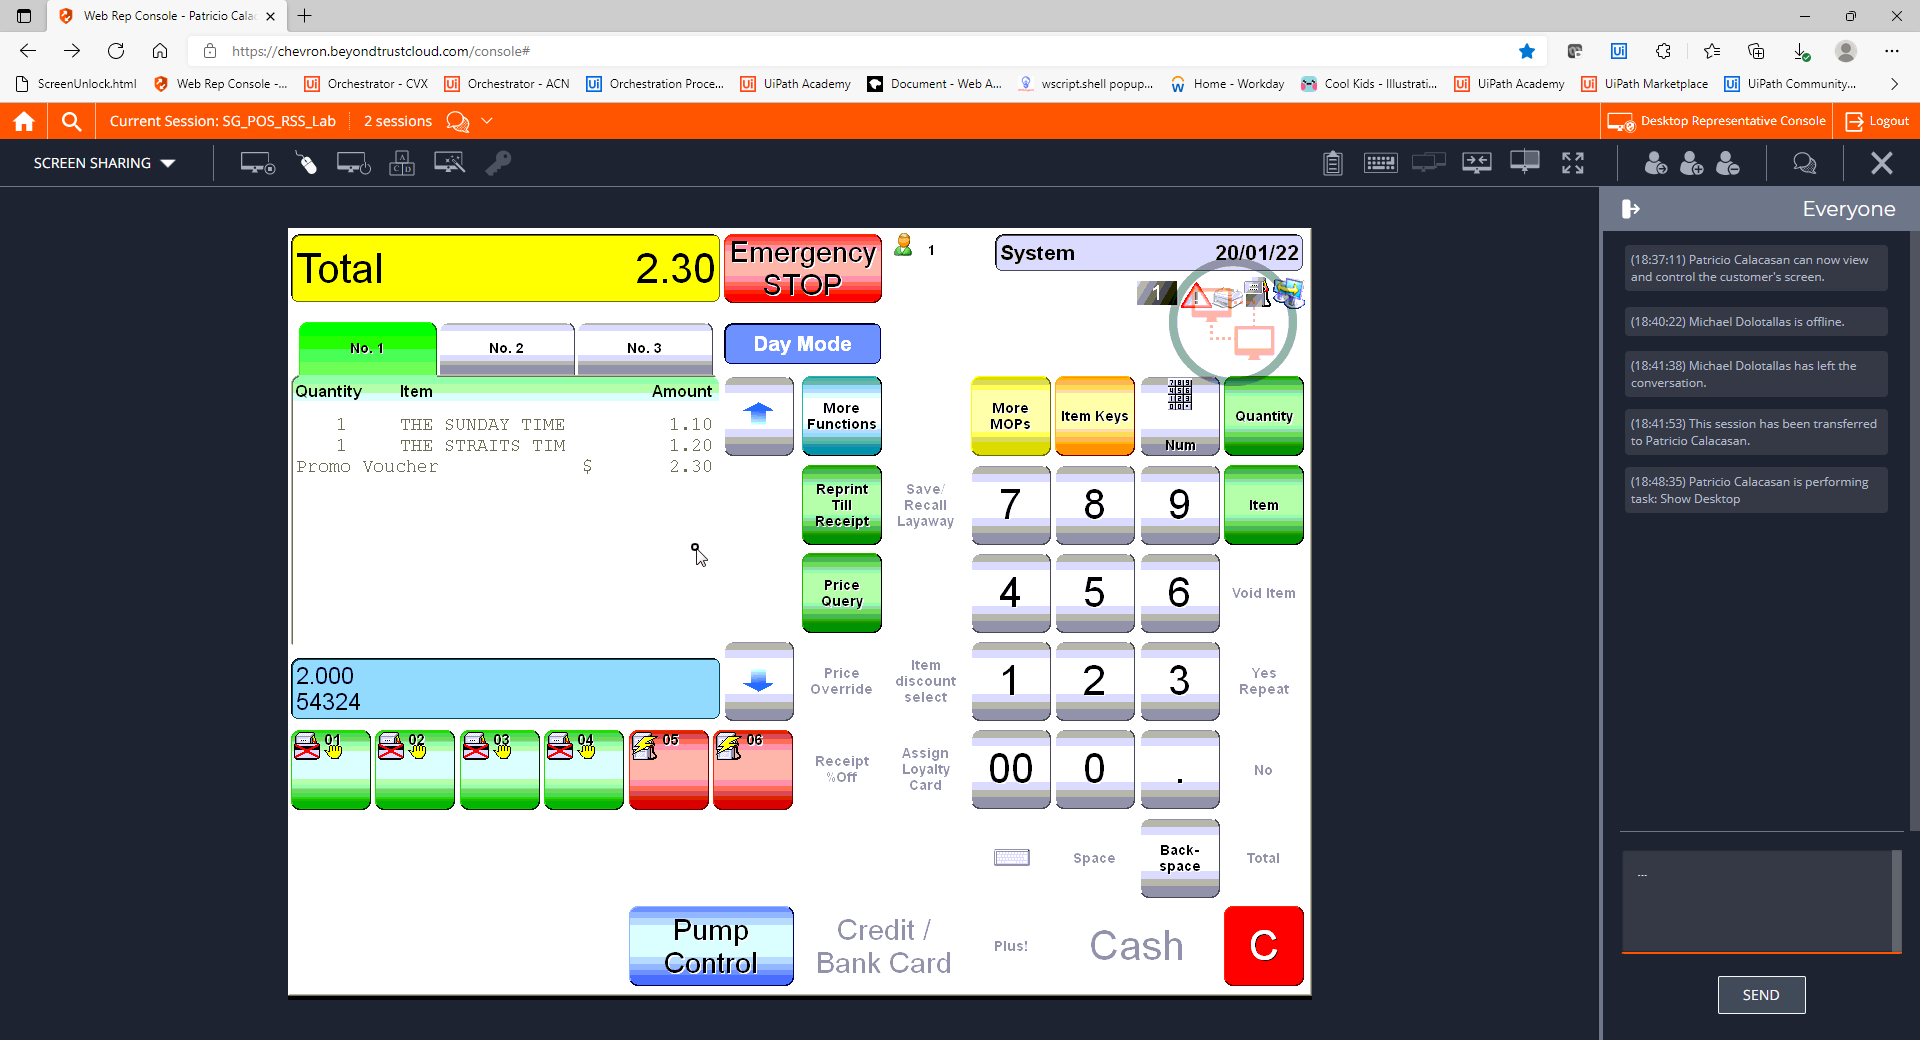 Web Rep Console - Patricio Cala
https://chevron.beyondtrustcloud.com/console#
ScreenUnlock.html
Web Rep Console -...
Orchestrator - CVX
Orchestrator - ACN
Orchestration Proce...
UiPath Academy
Document - Web A...
wscript.shell popup...
Home - Workday
Cool Kids - Illustrati...
UiPath Academy
UiPath Marketplace
UiPath Community...
Current Session: SG_POS_RSS_Lab
2 sessions
Desktop Representative Console
Logout
SCREEN SHARING
Everyone
(18:37:11) Patricio Calacasan can now view
and control the customer's screen.
(18:40:22) Michael Dolotallas is offline.
(18:41:38) Michael Dolotallas has left the
conversation.
(18:41:53) This session has been transferred
to Patricio Calacasan.
(18:48:35) Patricio Calacasan is performing
task: Show Desktop
...
SEND
Total 2.30
Emergency
STOP
1
System 20/01/22
1
No. 1
No. 2
No. 3
Day Mode
Quantity Item Amount
1 THE SUNDAY TIME 1.10
1 THE STRAITS TIM 1.20
Promo Voucher $ 2.30
More
Functions
More
MOPs
Item Keys
Num
Quantity
Reprint
Till
Receipt
Save/
Recall
Layaway
7
8
9
Item
Price
Query
4
5
6
Void Item
2.000
54324
Price
Override
Item
discount
select
1
2
3
Yes
Repeat
01
02
03
04
05
06
Receipt
%Off
Assign
Loyalty
Card
00
0
.
No
Space
Back-
space
Total
Pump
Control
Credit /
Bank Card
Plus!
Cash
C